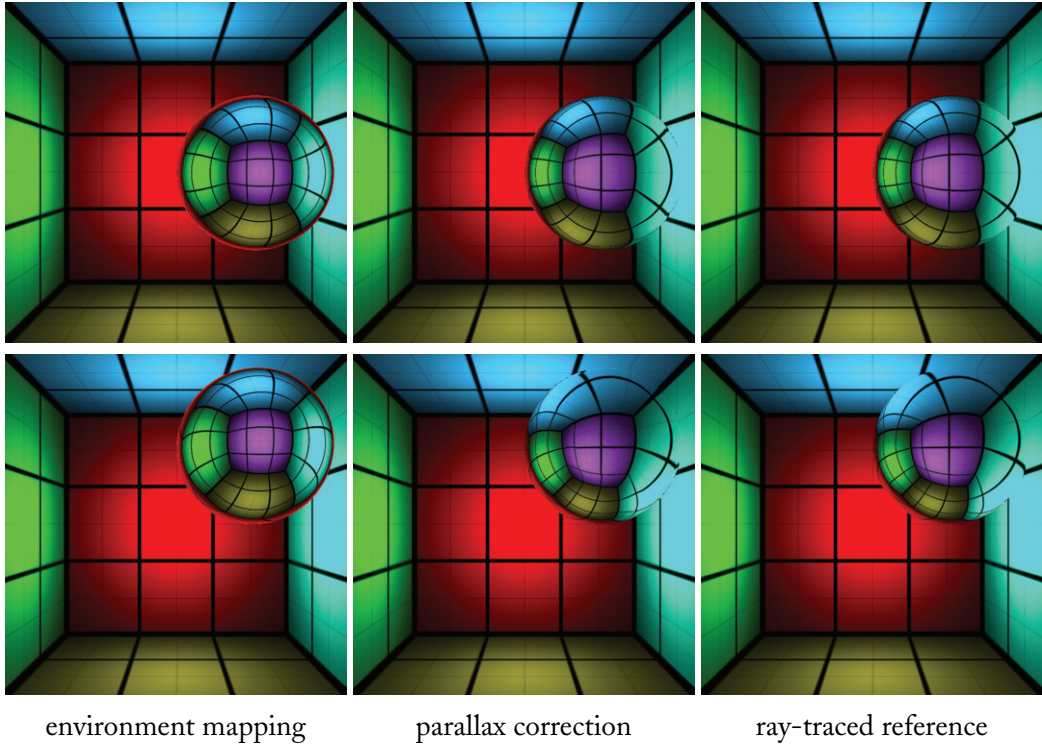 environment mapping
parallax correction
ray-traced reference